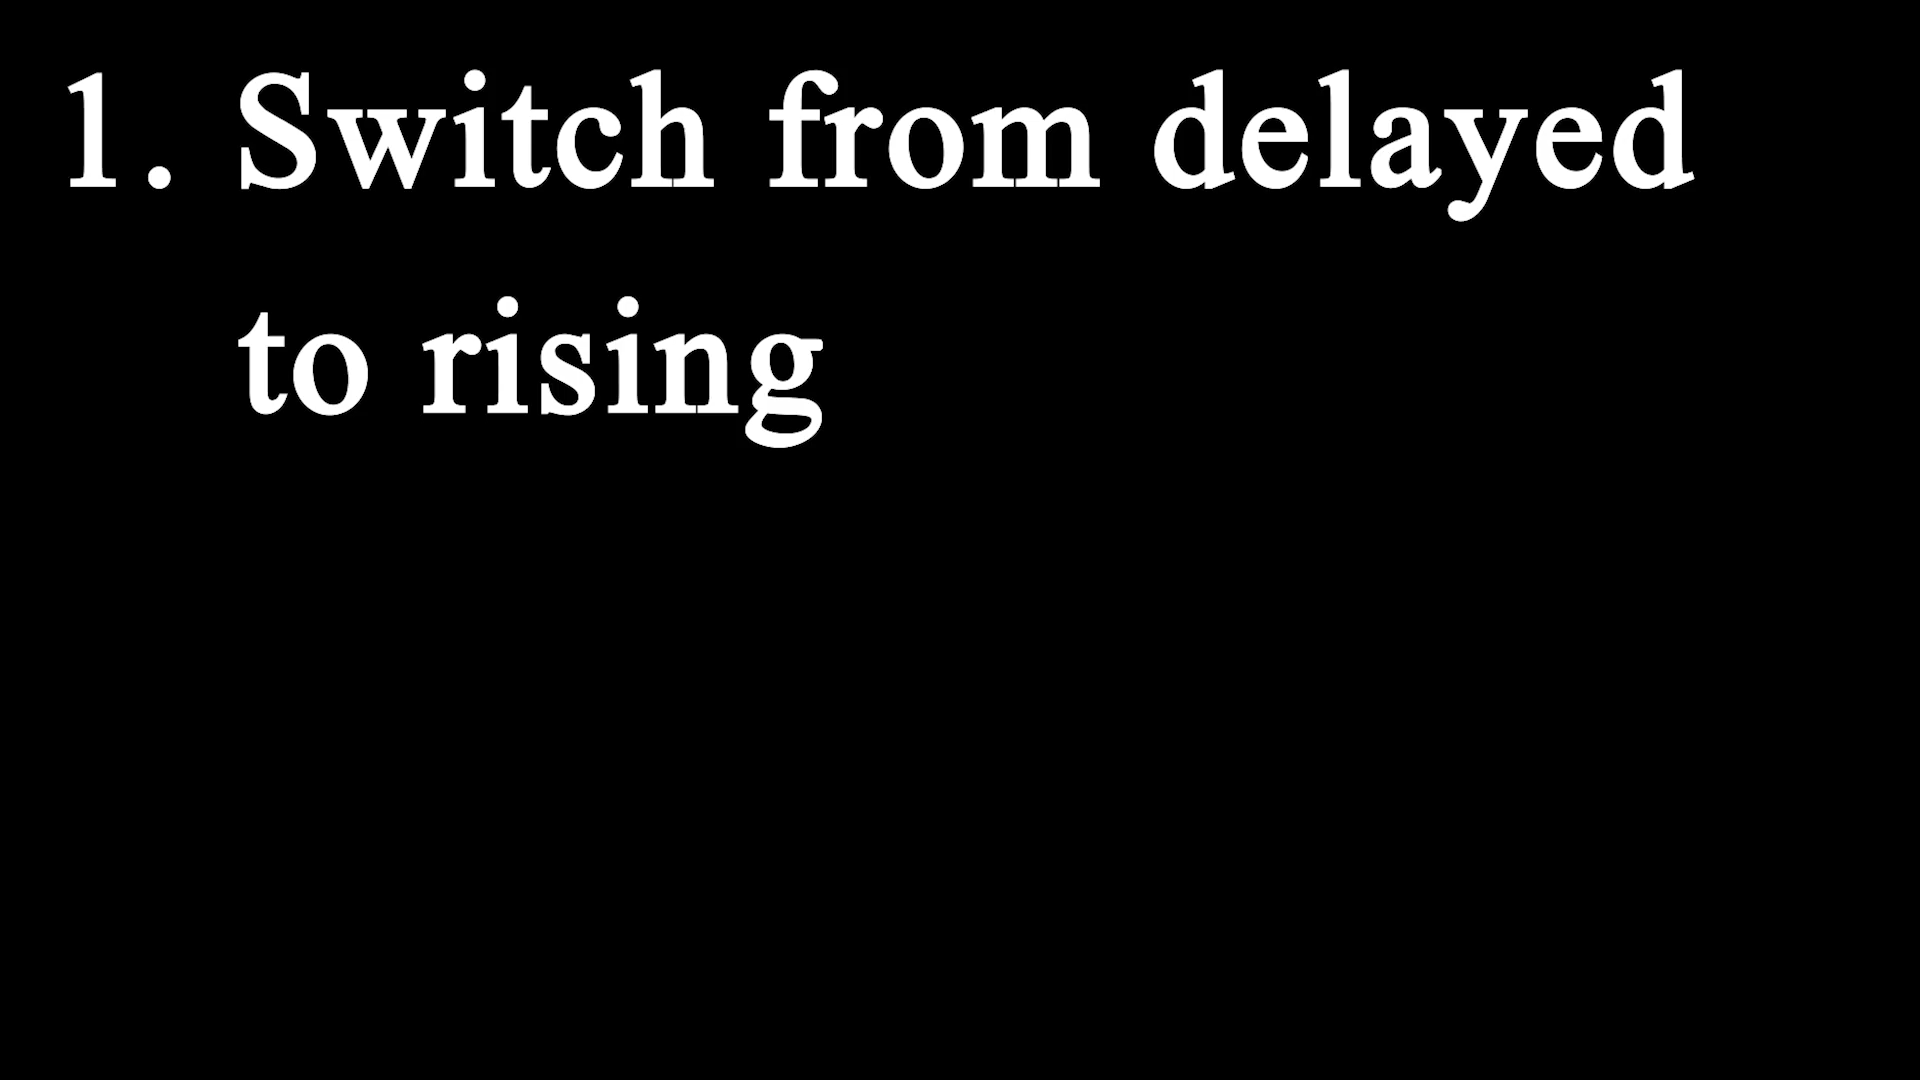 1. Switch from delayed
to rising